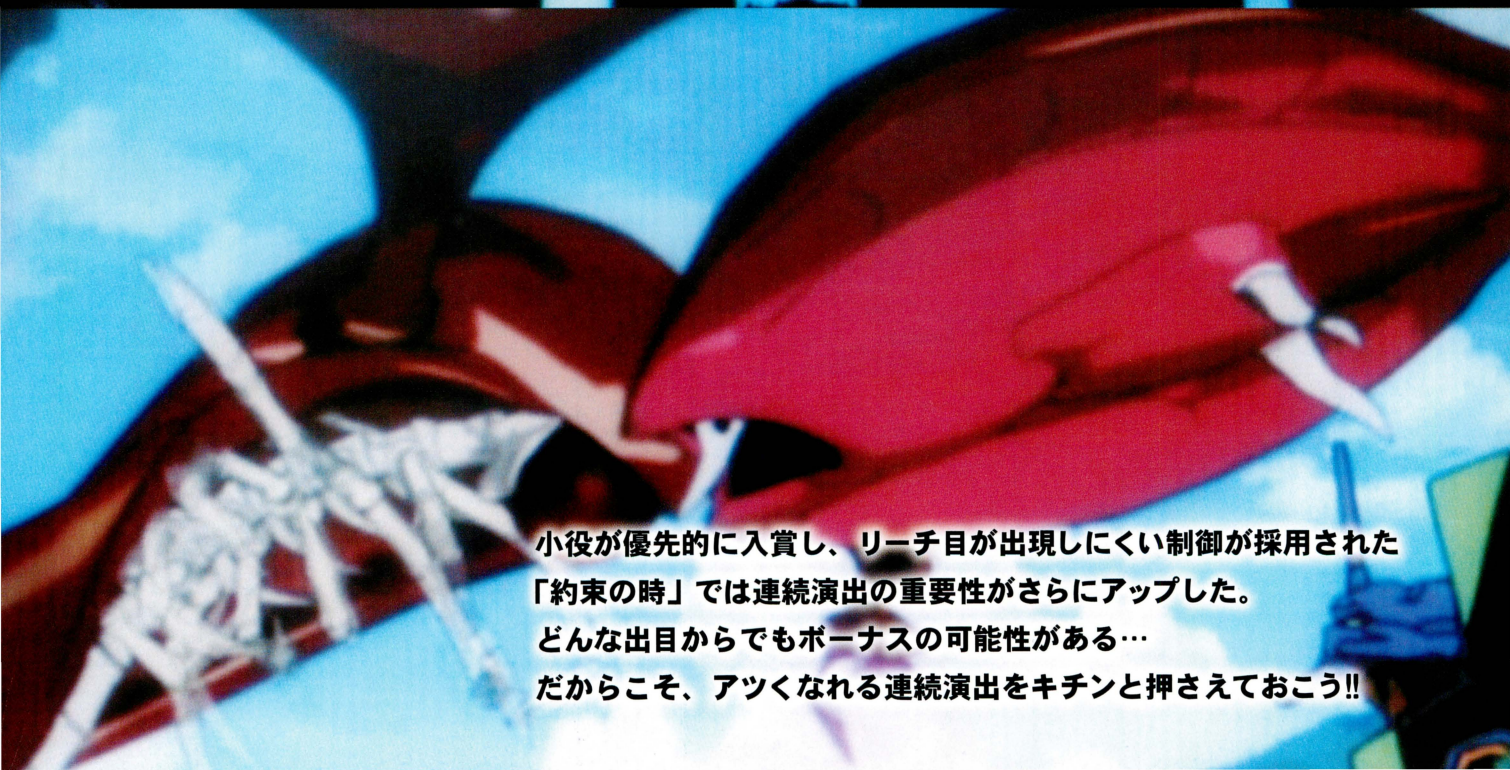 小役が優先的に入賞し、リーチ目が出現しにくい制御が採用された
「約束の時」では連続演出の重要性がさらにアップした。
どんな出目からでもボーナスの可能性がある…
だからこそ、アツくなれる連続演出をキチンと押さえておこう!!